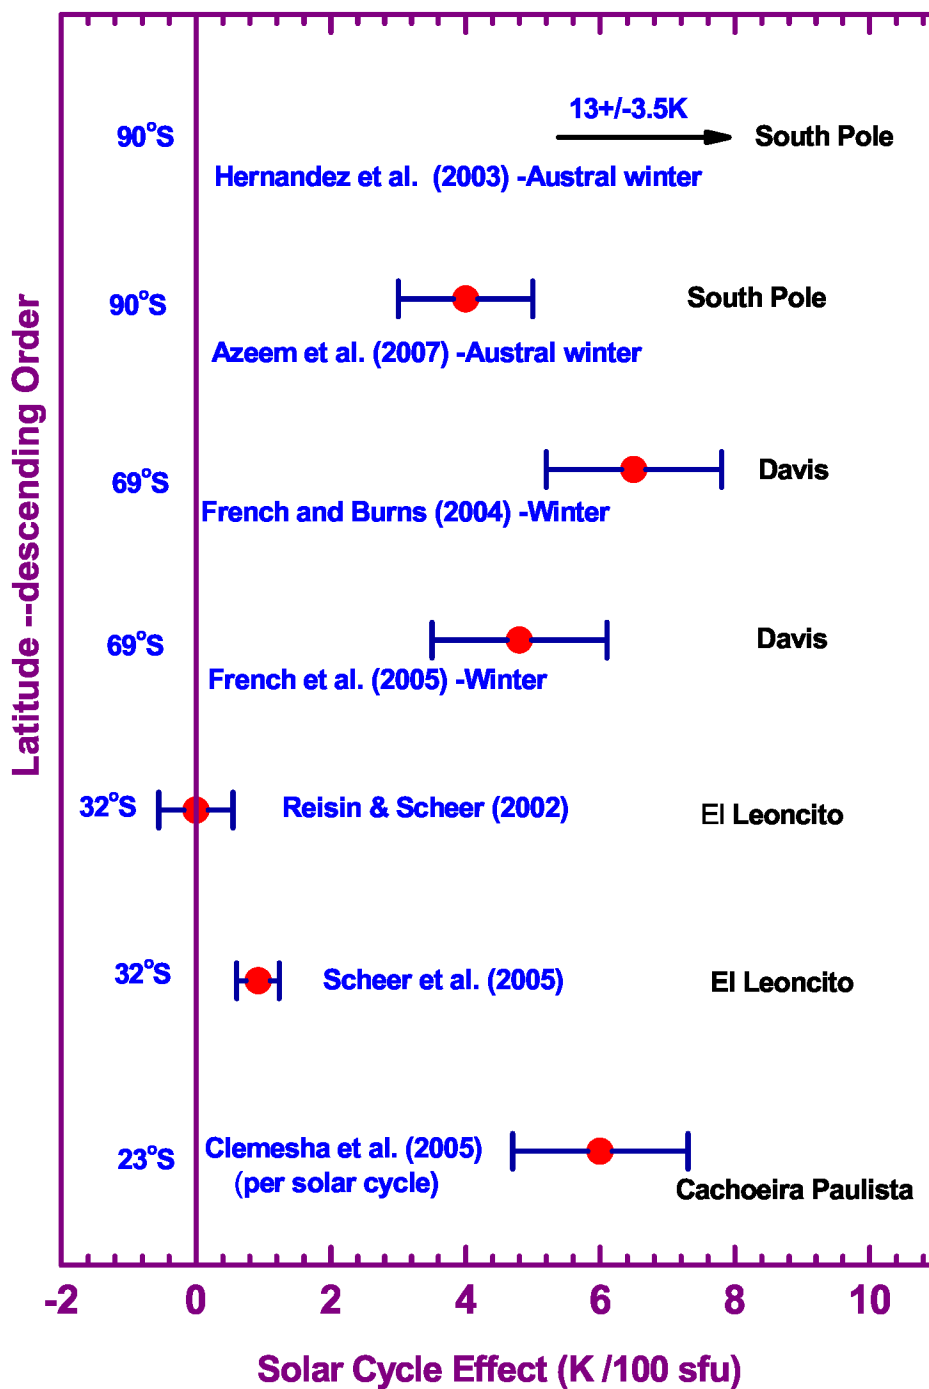 13+/-3.5K
90°S
South Pole
Hernandez et al. (2003) -Austral winter
90°S
South Pole
Azeem et al. (2007) -Austral winter
69°S
Davis
French and Burns (2004) -Winter
69°S
Davis
French et al. (2005) -Winter
32°S
Reisin & Scheer (2002)
El Leoncito
32°S
Scheer et al. (2005)
El Leoncito
23°S
Clemesha et al. (2005)
(per solar cycle)
Cachoeira Paulista
Latitude --descending Order
-2 0 2 4 6 8 10
Solar Cycle Effect (K /100 sfu)